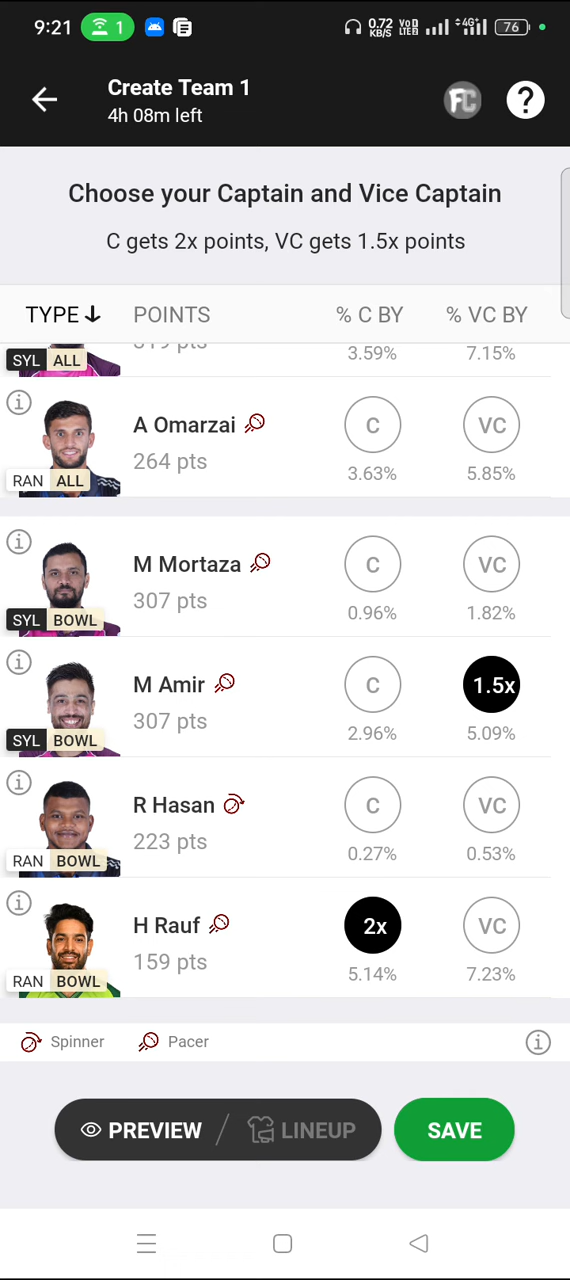 9:21 1 0.72 KB/S VoD LTE 4G+ 76
Create Team 1
4h 08m left
FC ?
Choose your Captain and Vice Captain
C gets 2x points, VC gets 1.5x points
TYPE POINTS % C BY % VC BY
SYL ALL 319 pts 3.59% 7.15%
A Omarzai C VC
264 pts
RAN ALL 3.63% 5.85%
M Mortaza C VC
307 pts
SYL BOWL 0.96% 1.82%
M Amir C 1.5x
307 pts
SYL BOWL 2.96% 5.09%
R Hasan C VC
223 pts
RAN BOWL 0.27% 0.53%
H Rauf 2x VC
159 pts
RAN BOWL 5.14% 7.23%
Spinner Pacer
PREVIEW / LINEUP SAVE